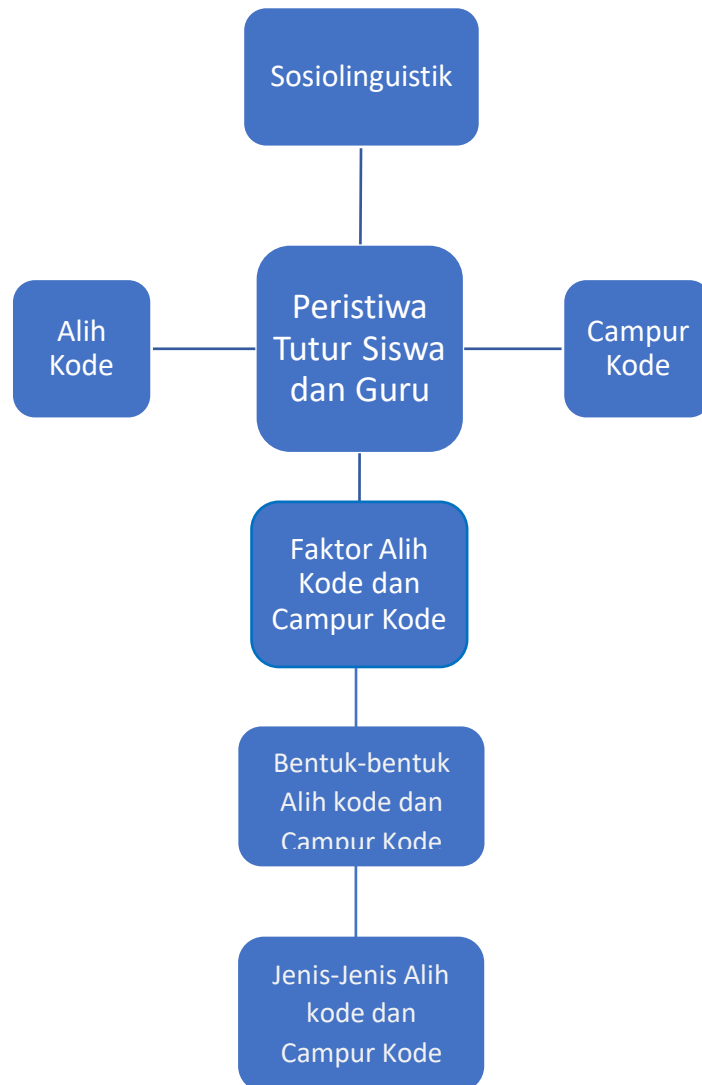 Sosiolinguistik
Peristiwa
Tutur Siswa
dan Guru
Alih
Kode
Campur
Kode
Faktor Alih
Kode dan
Campur Kode
Bentuk-bentuk
Alih kode dan
Campur Kode
Jenis-Jenis Alih
kode dan
Campur Kode